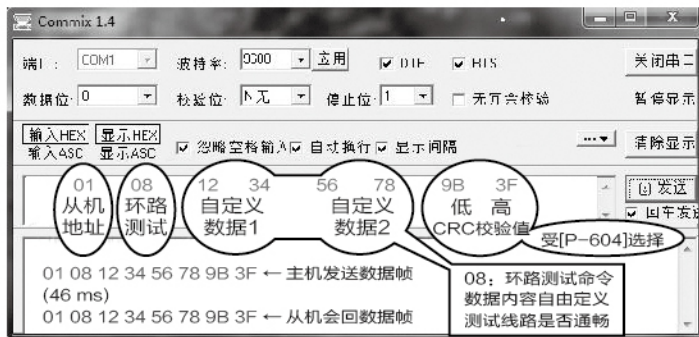 Commix 1.4
COM1
波特率:
应用
关闭串口
数据位: 0
校验位:
无
停止位: 1
无冗余校验
暂停显示
输入HEX 显示HEX
输入ASC 显示ASC
忽略空格输入 自动换行 显示间隔
清除显示
01 08 12 34 56 78 9B 3F
从机 环路 自定义 自定义 低 高
地址 测试 数据1 数据2 CRC校验值
发送
回车发送
受[P-604]选择
01 08 12 34 56 78 9B 3F ← 主机发送数据帧
(46 ms)
01 08 12 34 56 78 9B 3F ← 从机会回数据帧
08：环路测试命令
数据内容自由定义
测试线路是否通畅